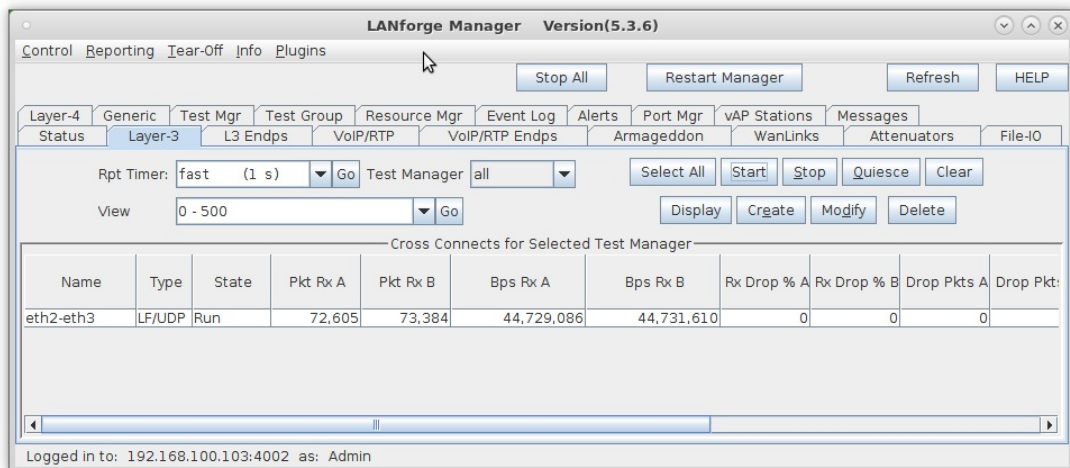 LANforge Manager Version(5.3.6)
Control Reporting Tear-Off Info Plugins
Stop All Restart Manager Refresh HELP
Layer-4 Generic Test Mgr Test Group Resource Mgr Event Log Alerts Port Mgr vAP Stations Messages
Status Layer-3 L3 Endps VoIP/RTP VoIP/RTP Endps Armageddon WanLinks Attenuators File-IO
Rpt Timer: fast (1 s) Go Test Manager all Select All Start Stop Quiesce Clear
View 0 - 500 Go Display Create Modify Delete
Cross Connects for Selected Test Manager
Name Type State Pkt Rx A Pkt Rx B Bps Rx A Bps Rx B Rx Drop % A Rx Drop % B Drop Pkts A Drop Pkts
eth2-eth3 LF/UDP Run 72,605 73,384 44,729,086 44,731,610 0 0 0
Logged in to: 192.168.100.103:4002 as: Admin